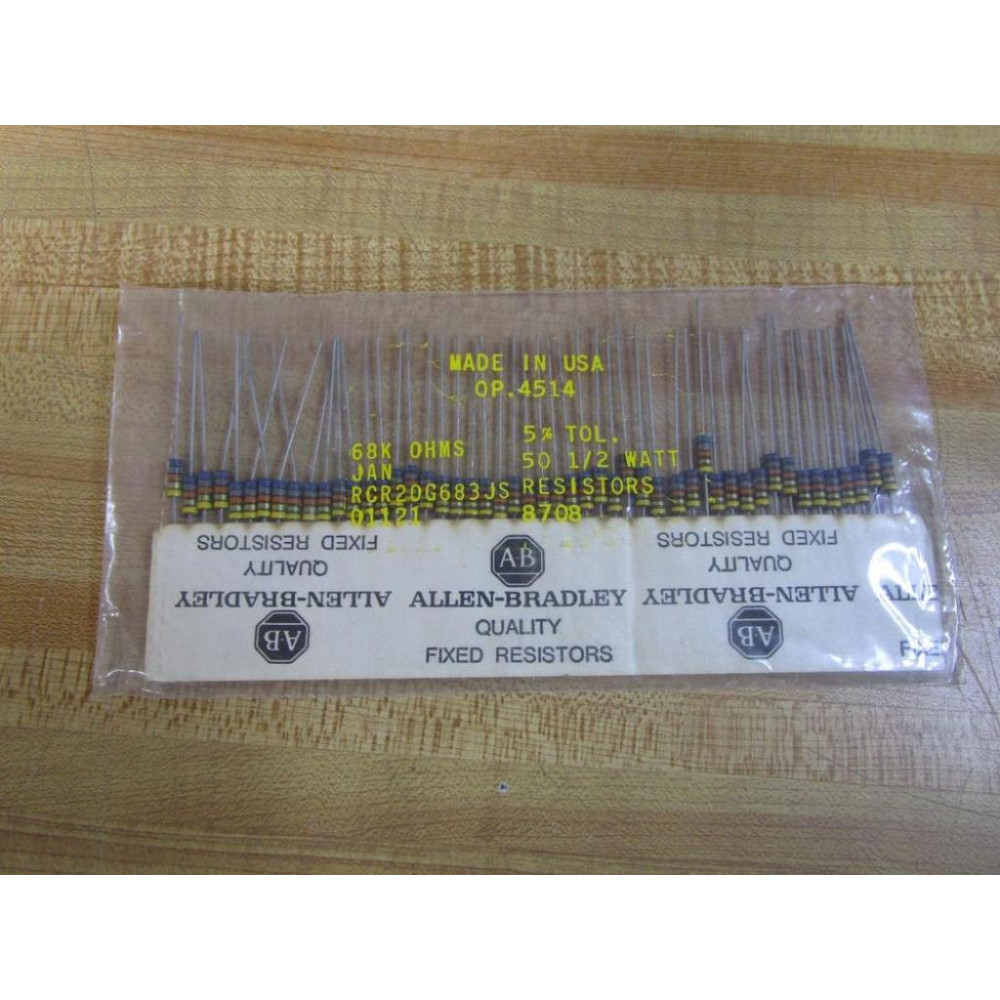 MADE IN USA
OP.4514
68K OHMS 5% TOL.
JAN 50 1/2 WATT
RCR20G683JS RESISTORS
01121 8708
FIXED RESISTORS
QUALITY
ALLEN-BRADLEY
A-B
AB
ALLEN-BRADLEY
QUALITY
FIXED RESISTORS
FIXED RESISTORS
QUALITY
ALLEN-BRADLEY
AB